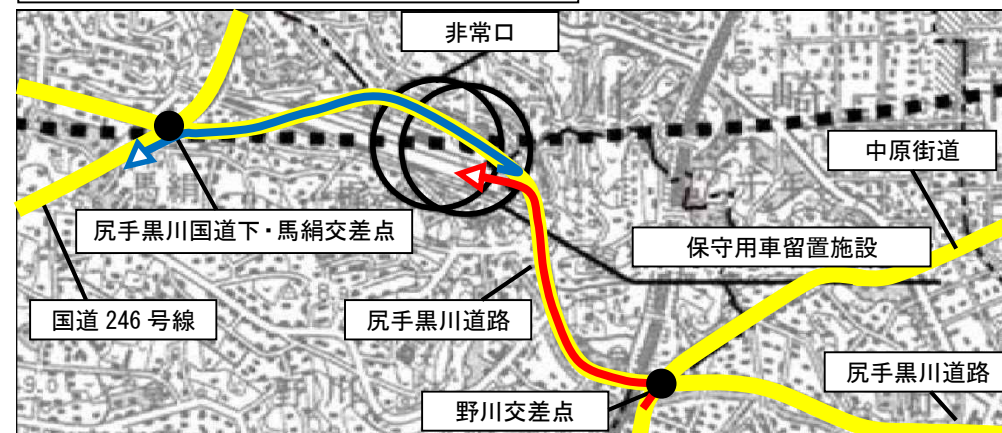 非常口
中原街道
尻手黒川国道下・馬絹交差点
保守用車留置施設
国道 246 号線
尻手黒川道路
尻手黒川道路
野川交差点